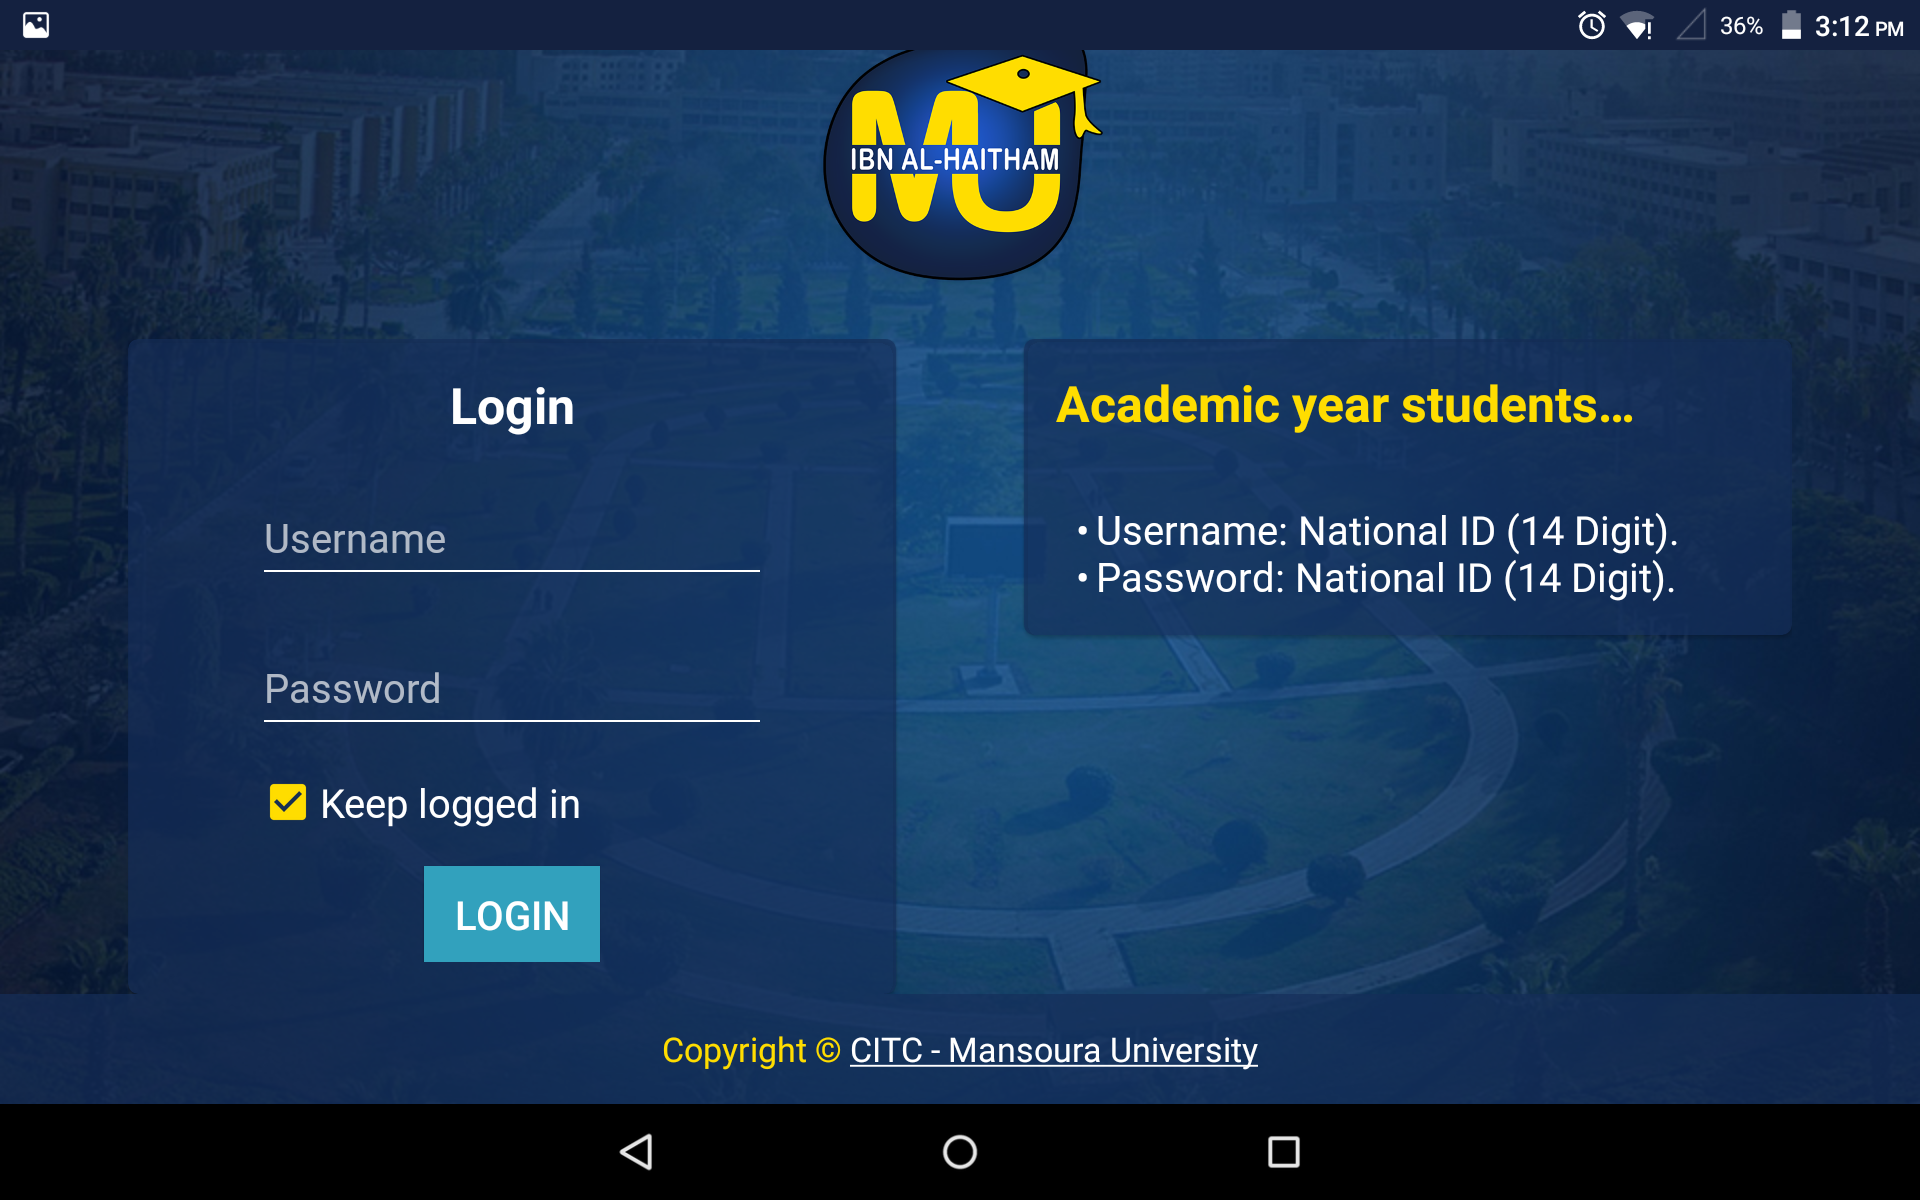 36%
3:12 PM
MU
IBN AL-HAITHAM
Login
Username
Password
Keep logged in
LOGIN
Academic year students...
• Username: National ID (14 Digit).
• Password: National ID (14 Digit).
Copyright © CITC - Mansoura University